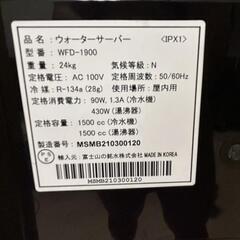 品名: ウォーターサーバー <IPX1>
型名: WFD-1900
重量: 24kg 気候等級: N
定格電圧: AC 100V 定格周波数: 50/60Hz
冷媒: R-134a (28g) 使用場所: 屋内用
定格消費電力: 90W, 1.3A (冷水機)
430W (湯沸器)
定格容量: 1500 cc (冷水機)
1500 cc (湯沸器)
製造番号: MSMB210300120
輸入元: 富士山の銘水株式会社 MADE IN KOREA
MSMB210300120